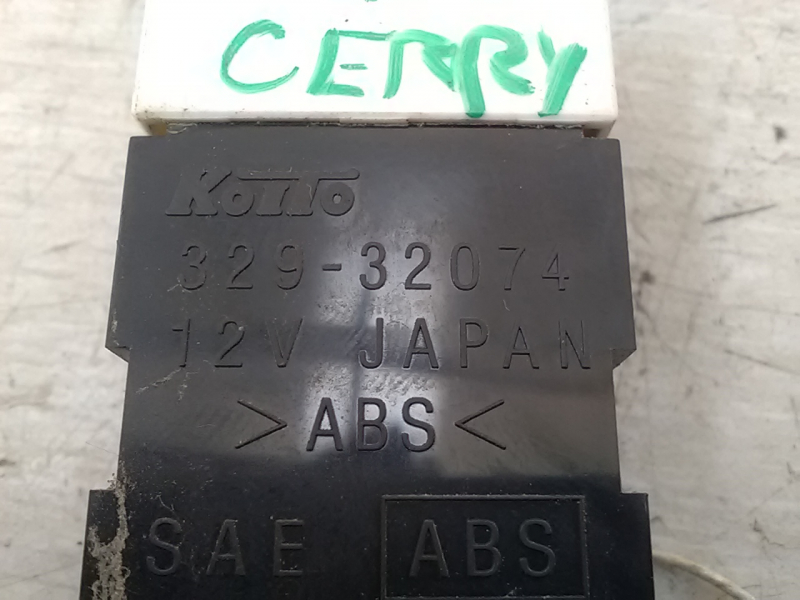 CERRY
KOITO
329-32074
12V JAPAN
>ABS<
SAE ABS